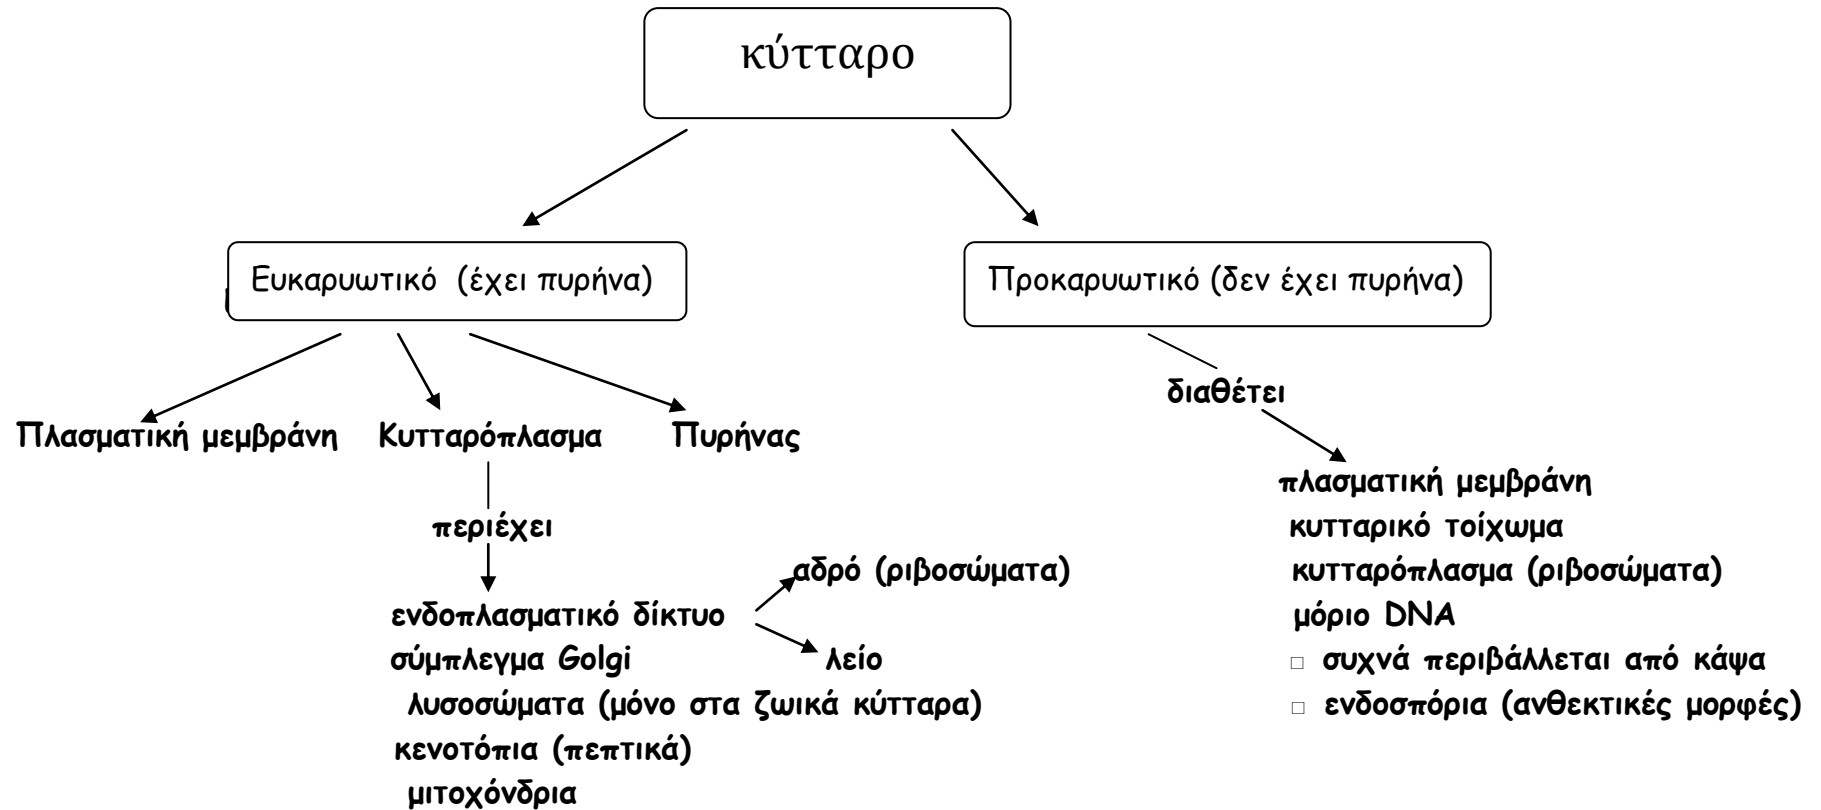 κύτταρο
Ευκαρυωτικό (έχει πυρήνα)
Προκαρυωτικό (δεν έχει πυρήνα)
Πλασματική μεμβράνη
Κυτταρόπλασμα
Πυρήνας
περιέχει
ενδοπλασματικό δίκτυο
αδρό (ριβοσώματα)
λείο
σύμπλεγμα Golgi
λυσοσώματα (μόνο στα ζωικά κύτταρα)
κενοτόπια (πεπτικά)
μιτοχόνδρια
διαθέτει
πλασματική μεμβράνη
κυτταρικό τοίχωμα
κυτταρόπλασμα (ριβοσώματα)
μόριο DNA
□ συχνά περιβάλλεται από κάψα
□ ενδοσπόρια (ανθεκτικές μορφές)